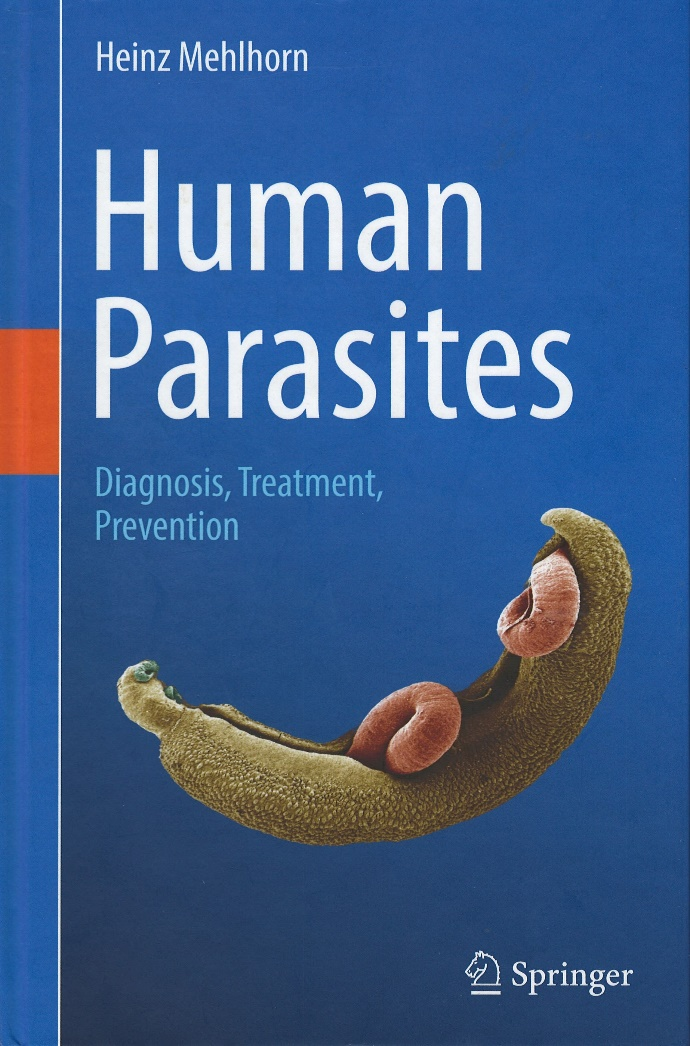 Heinz Mehlhorn
Human
Parasites
Diagnosis, Treatment,
Prevention
Springer